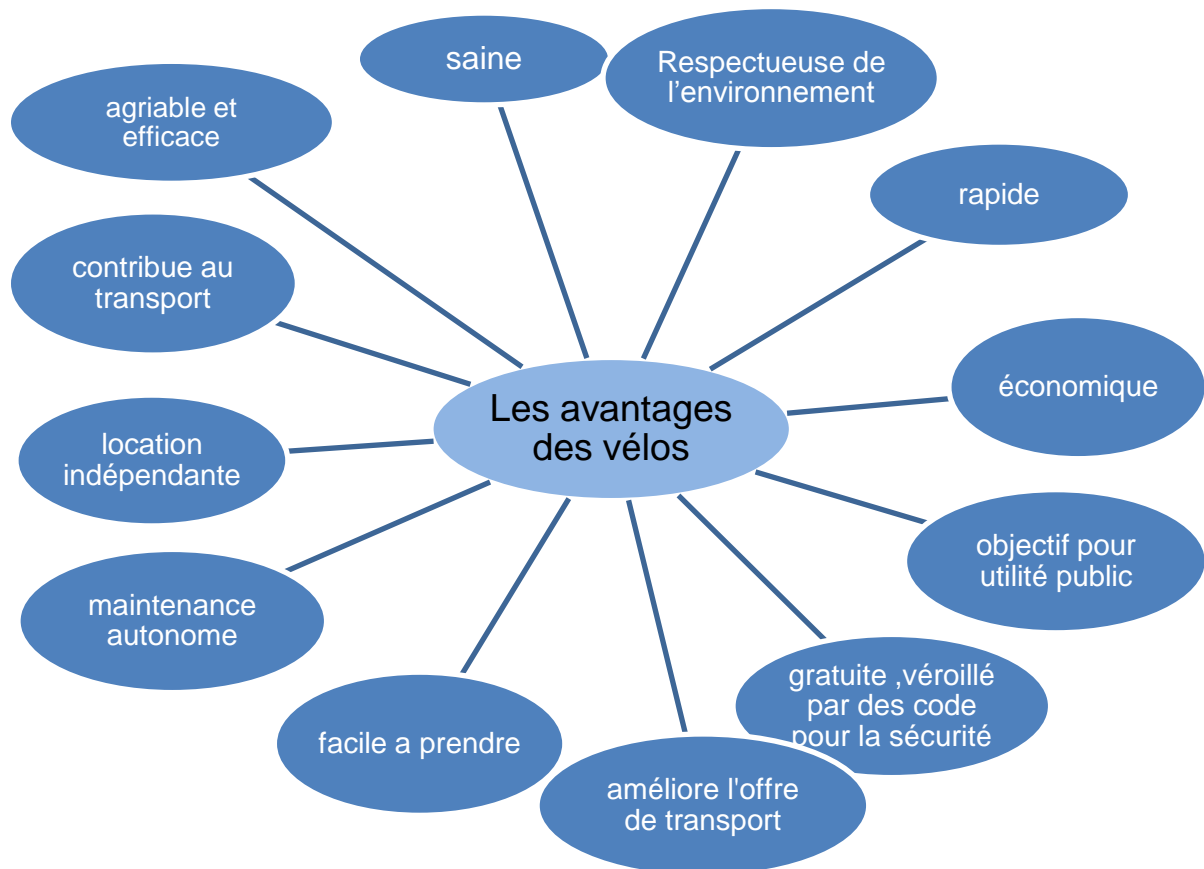 saine
Respectueuse de
l'environnement
agriable et
efficace
rapide
contribue au
transport
économique
Les avantages
des vélos
location
indépendante
objectif pour
utilité public
maintenance
autonome
gratuite ,véroillé
par des code
pour la sécurité
facile a prendre
améliore l'offre
de transport